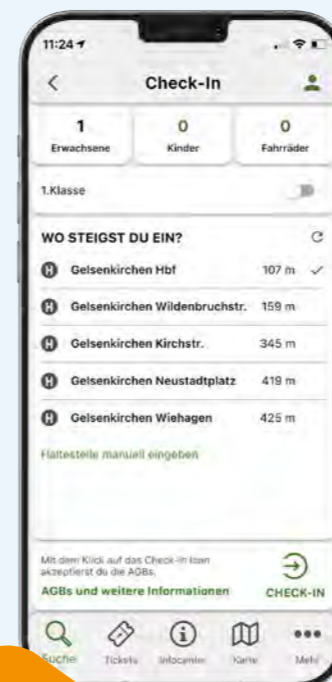 11:24
Check-In
1 0 0
Erwachsene Kinder Fahrräder
1.Klasse
WO STEIGST DU EIN?
H Gelsenkirchen Hbf 107 m
H Gelsenkirchen Wildenbruchstr. 159 m
H Gelsenkirchen Kirchstr. 345 m
H Gelsenkirchen Neustadtplatz 419 m
H Gelsenkirchen Wiehagen 425 m
Haltestelle manuell eingeben
Mit dem Klick auf das Check-in Icon
akzeptierst du die AGBs.
AGBs und weitere Informationen CHECK-IN
Suche Tickets Infocenter Karte Mehr